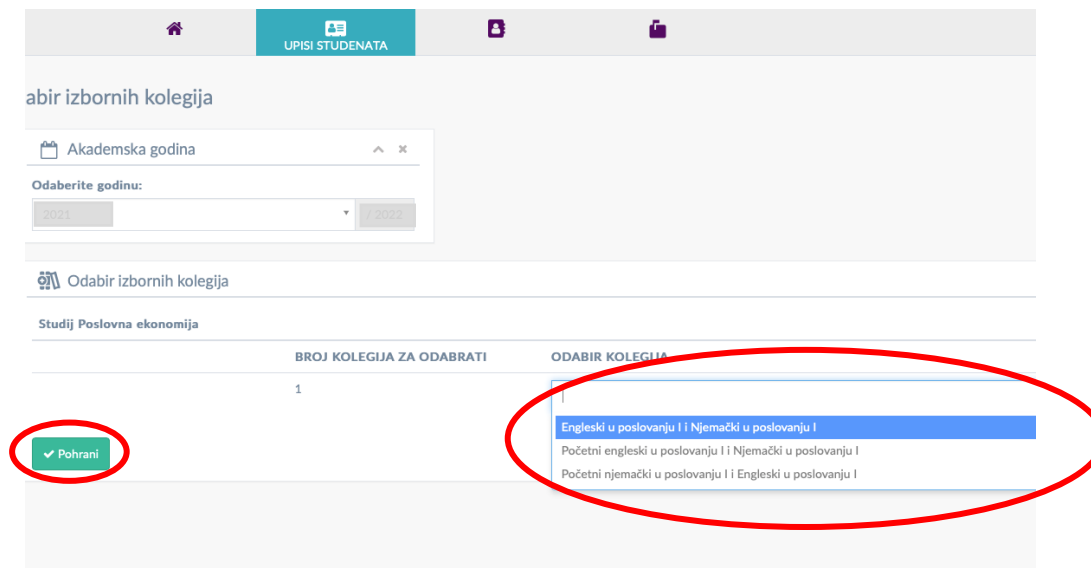 UPISI STUDENATA
abir izbornih kolegija
Akademska godina
Odaberite godinu:
2021 / 2022
Odabir izbornih kolegija
Studij Poslovna ekonomija
BROJ KOLEGIJA ZA ODABRATI ODABIR KOLEGIJA
1
Engleski u poslovanju I i Njemački u poslovanju I
Početni engleski u poslovanju I i Njemački u poslovanju I
Početni njemački u poslovanju I i Engleski u poslovanju I
Pohrani